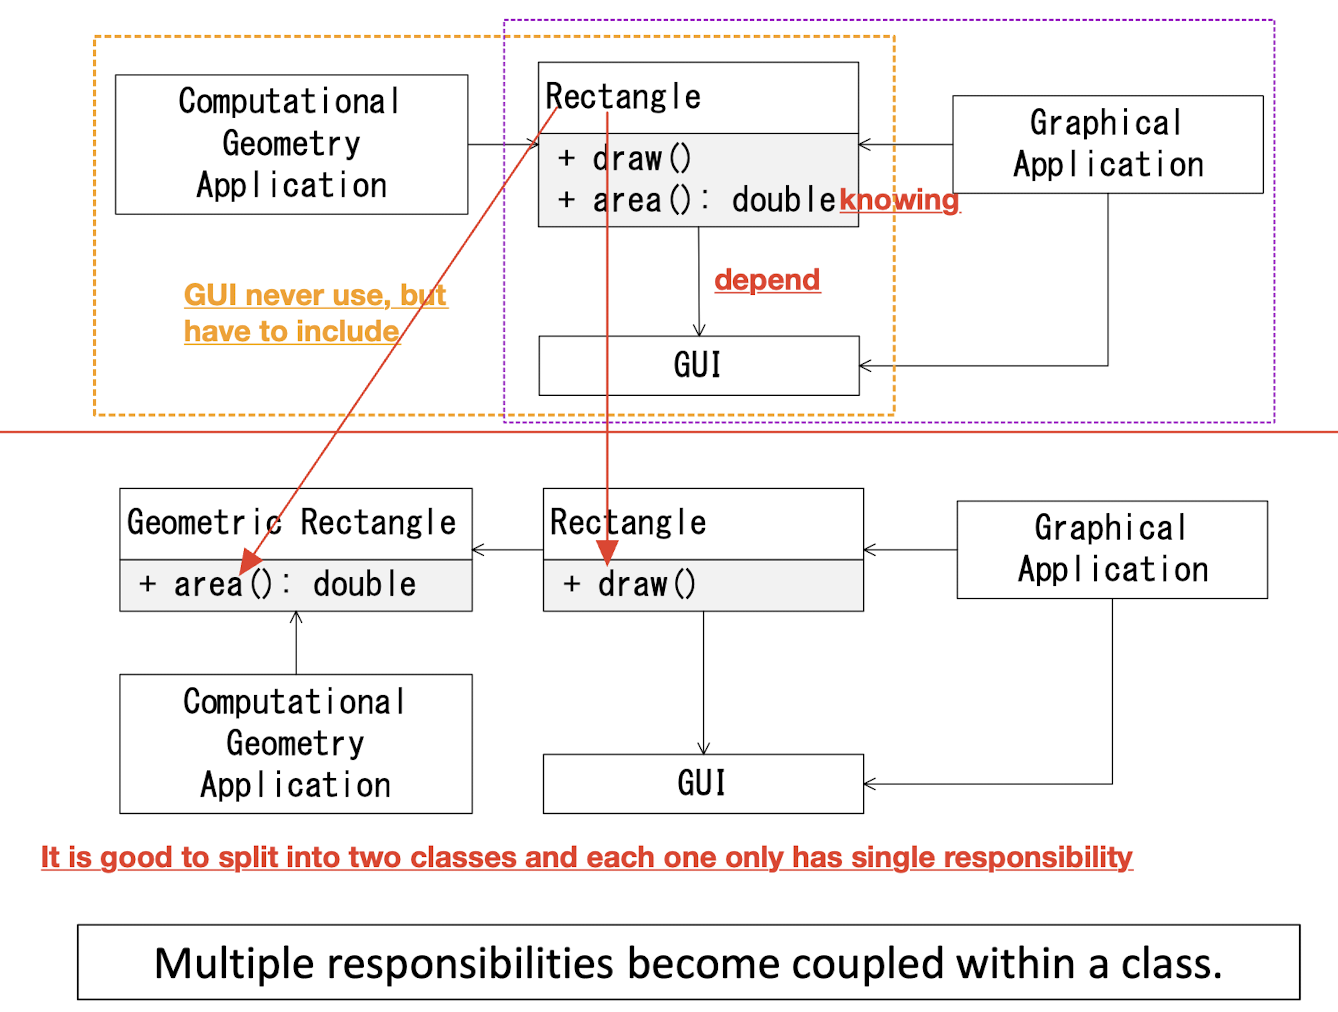 Computational
Geometry
Application
Rectangle
+ draw()
+ area(): double
knowing
Graphical
Application
GUI never use, but
have to include
depend
GUI
Geometric Rectangle
+ area(): double
Rectangle
+ draw()
Graphical
Application
Computational
Geometry
Application
GUI
It is good to split into two classes and each one only has single responsibility
Multiple responsibilities become coupled within a class.